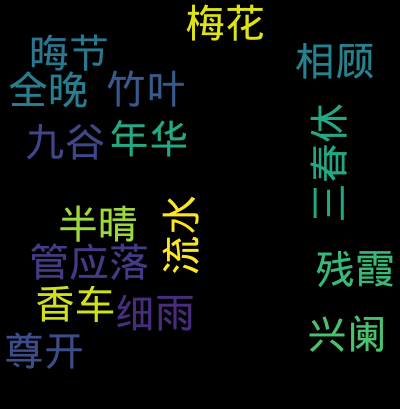 梅花
晦节
相顾
全晚
竹叶
九谷
年华
三春休
半晴
流水
管应落
残霞
香车
细雨
兴阑
尊开